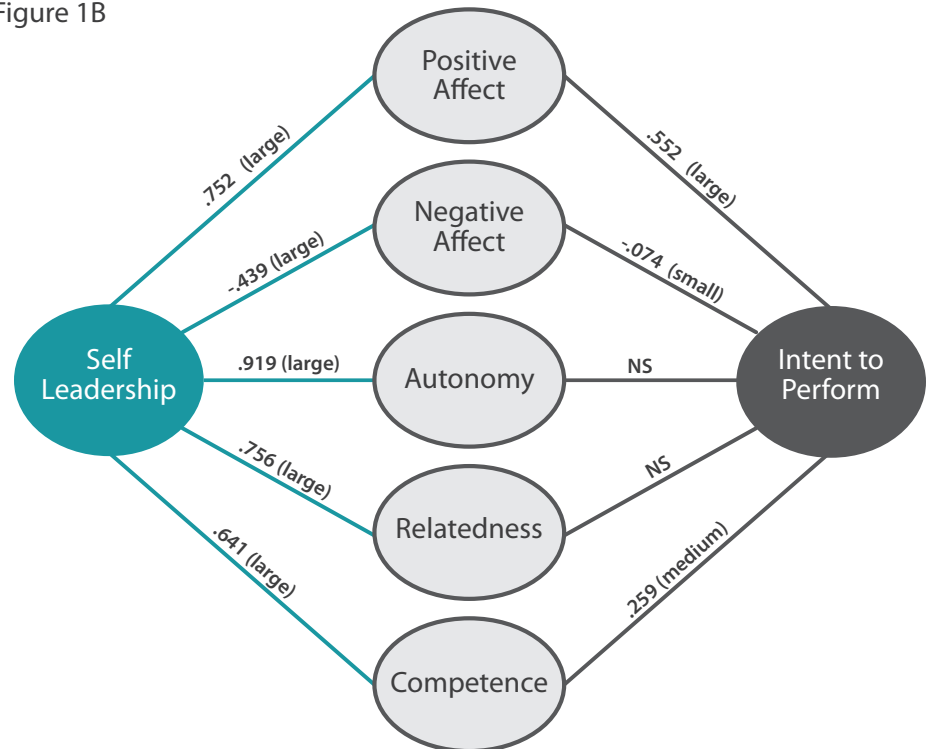 Figure 1B
Positive
Affect
.752 (large)
.552 (large)
Negative
Affect
-.439 (large)
-.074 (small)
Self
Leadership
.919 (large)
Autonomy
NS
Intent to
Perform
.756 (large)
Relatedness
NS
.641 (large)
Competence
.259 (medium)